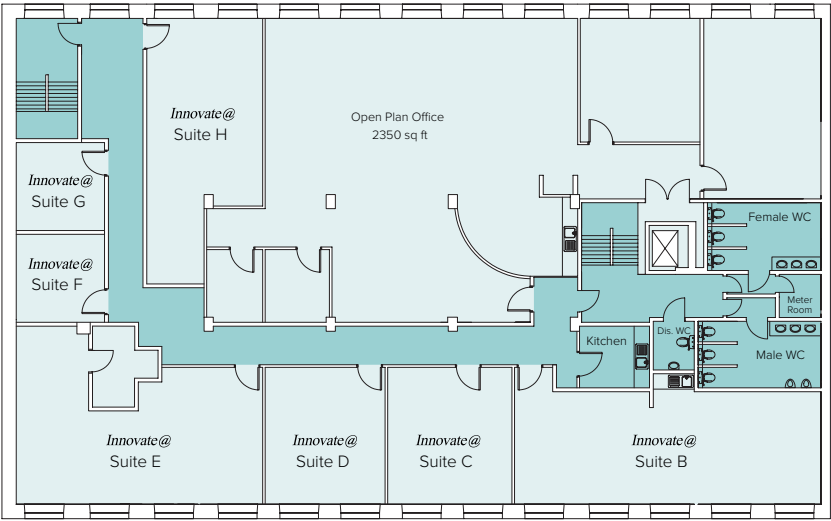 Innovate@
Suite H
Open Plan Office
2350 sq ft
Innovate@
Suite G
Female WC
Innovate@
Suite F
Meter
Room
Kitchen
Dis. WC
Male WC
Innovate@
Suite E
Innovate@
Suite D
Innovate@
Suite C
Innovate@
Suite B